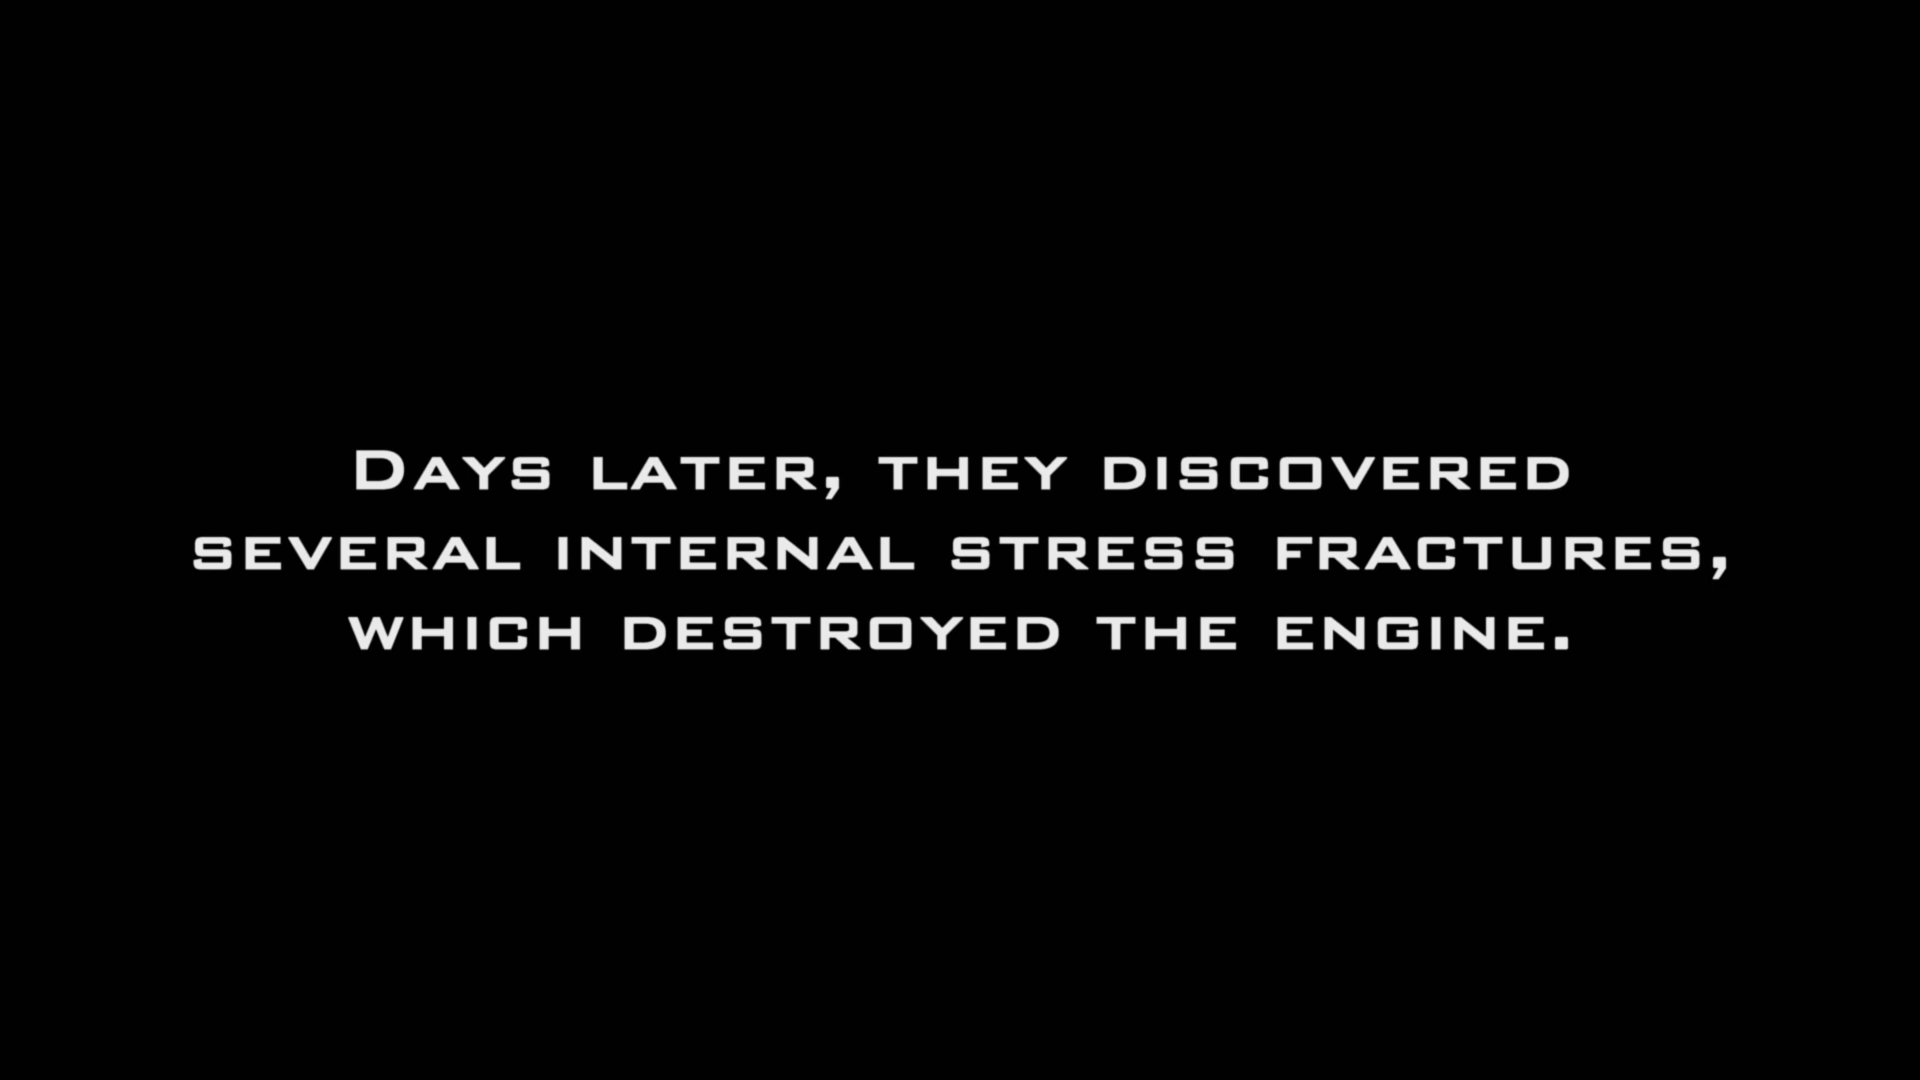 Days later, they discovered
several internal stress fractures,
which destroyed the engine.